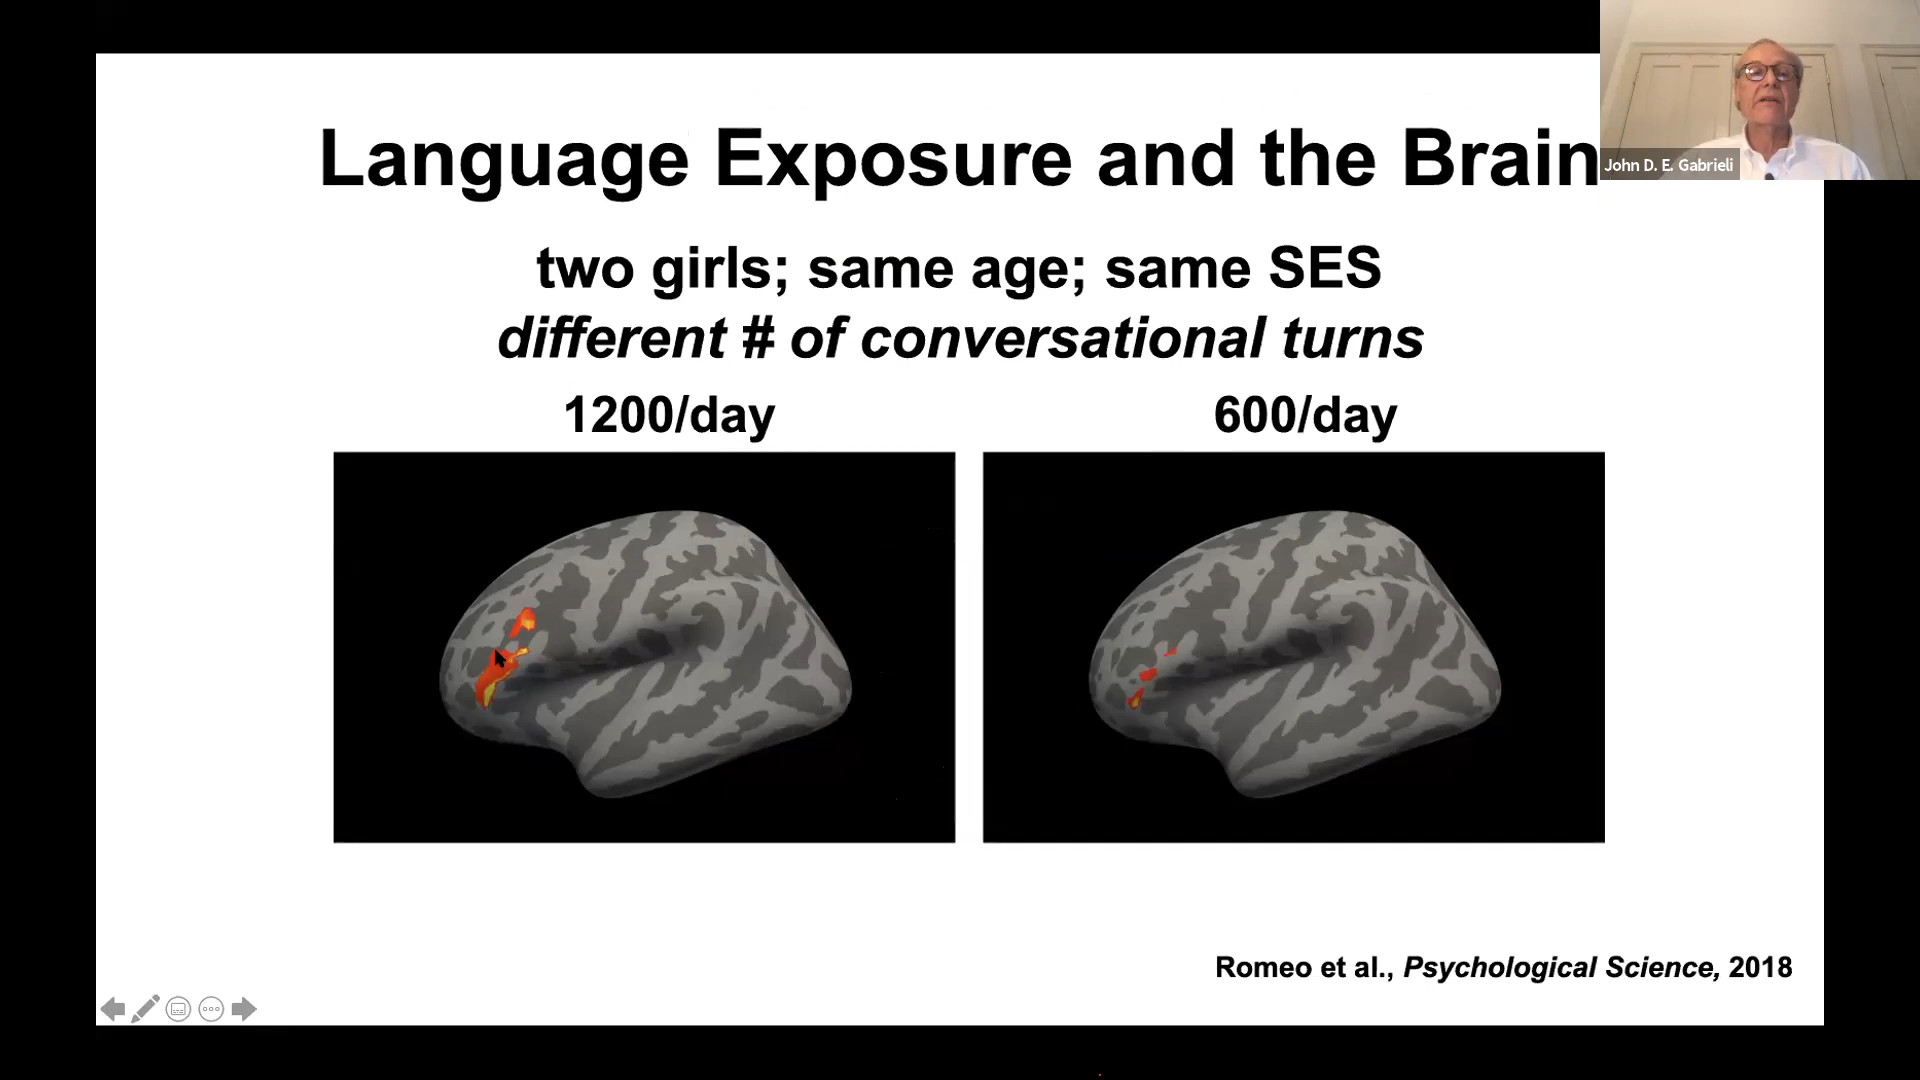 Language Exposure and the Brain
John D. E. Gabrieli
two girls; same age; same SES
different # of conversational turns
1200/day
600/day
Romeo et al., Psychological Science, 2018